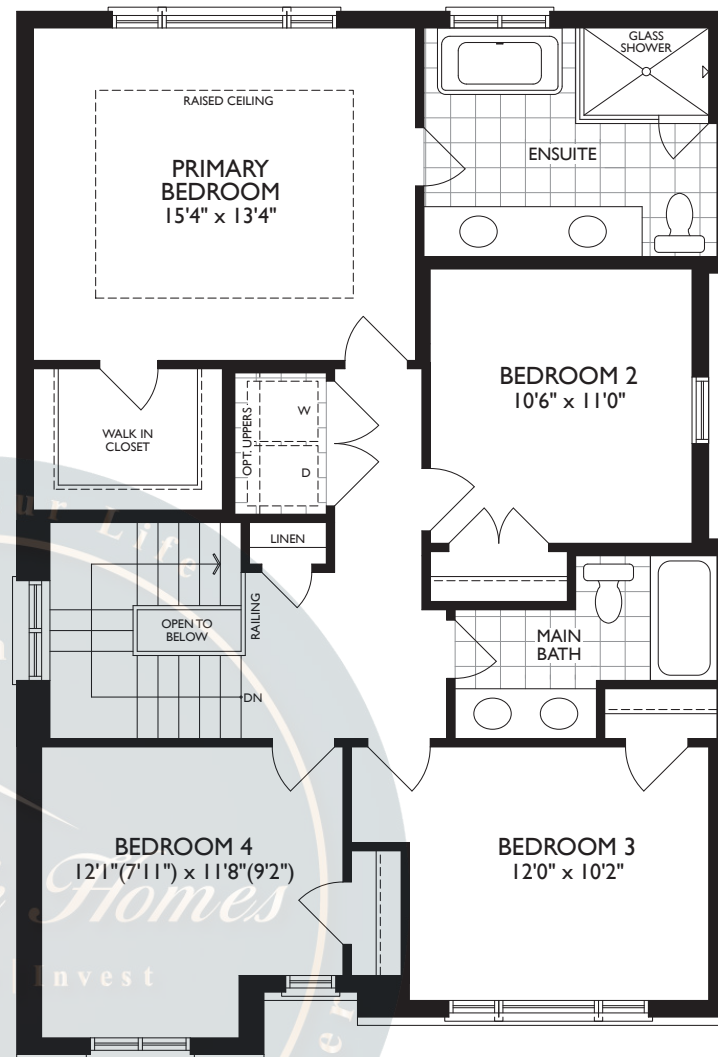 GLASS
SHOWER
RAISED CEILING
PRIMARY
BEDROOM
15'4" x 13'4"
ENSUITE
BEDROOM 2
10'6" x 11'0"
WALK IN
CLOSET
OPT. UPPERS
W
D
LINEN
OPEN TO
BELOW
RAILING
DN
MAIN
BATH
BEDROOM 4
12'1"(7'11") x 11'8"(9'2")
BEDROOM 3
12'0" x 10'2"
ur Life
Homes
| Invest